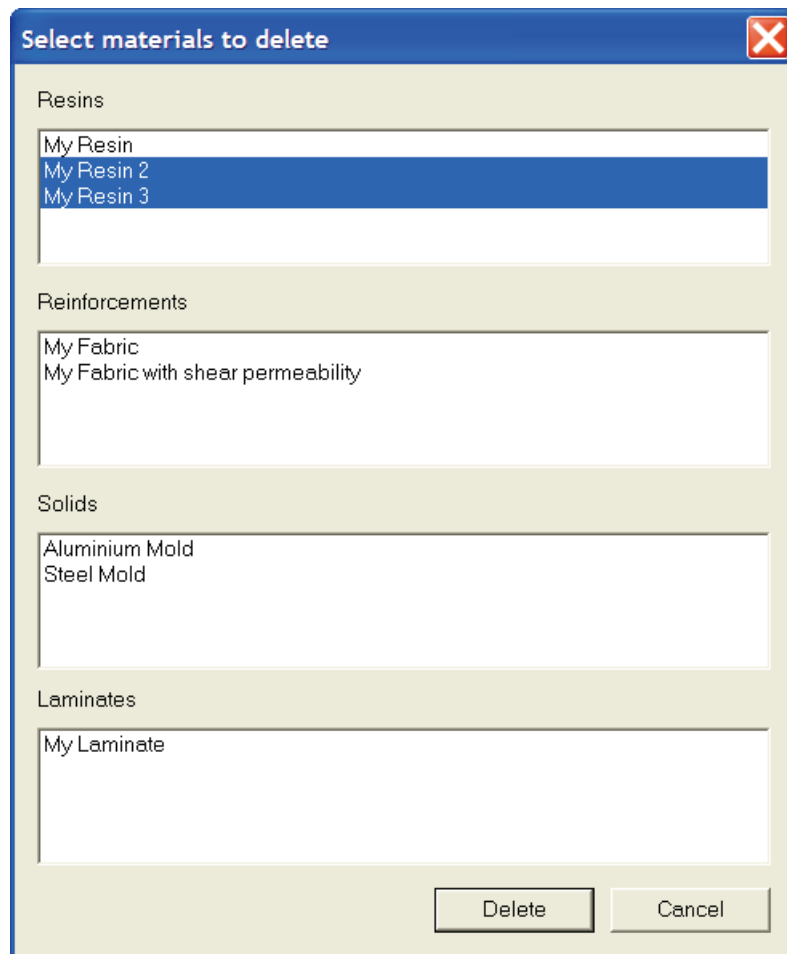 Select materials to delete
Resins
My Resin
My Resin 2
My Resin 3
Reinforcements
My Fabric
My Fabric with shear permeability
Solids
Aluminium Mold
Steel Mold
Laminates
My Laminate
Delete
Cancel